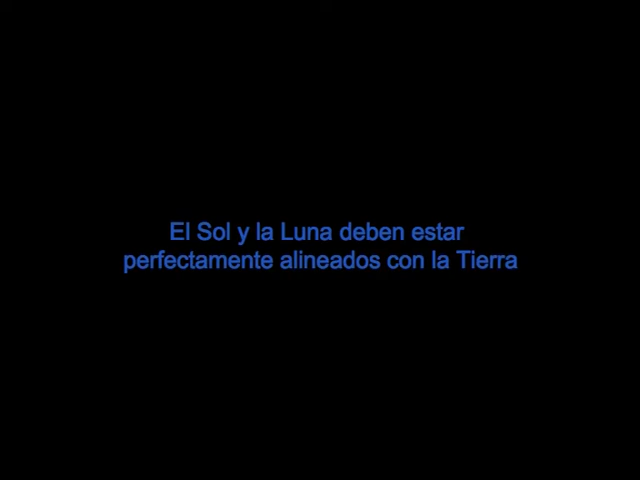 El Sol y la Luna deben estar
perfectamente alineados con la Tierra